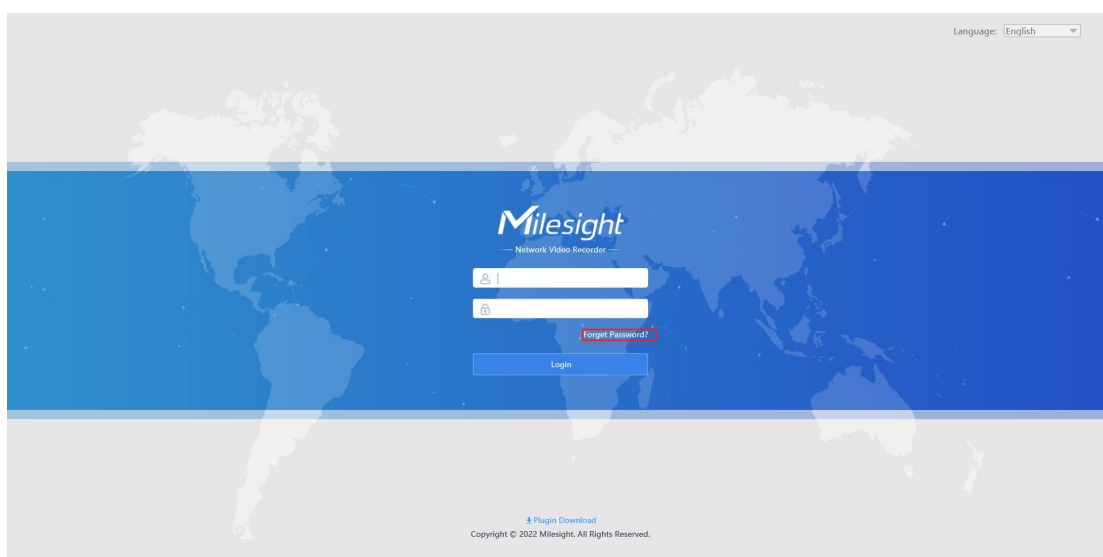 Language: English
Milesight
Network Video Recorder
Forget Password?
Login
Plugin Download
Copyright © 2022 Milesight. All Rights Reserved.